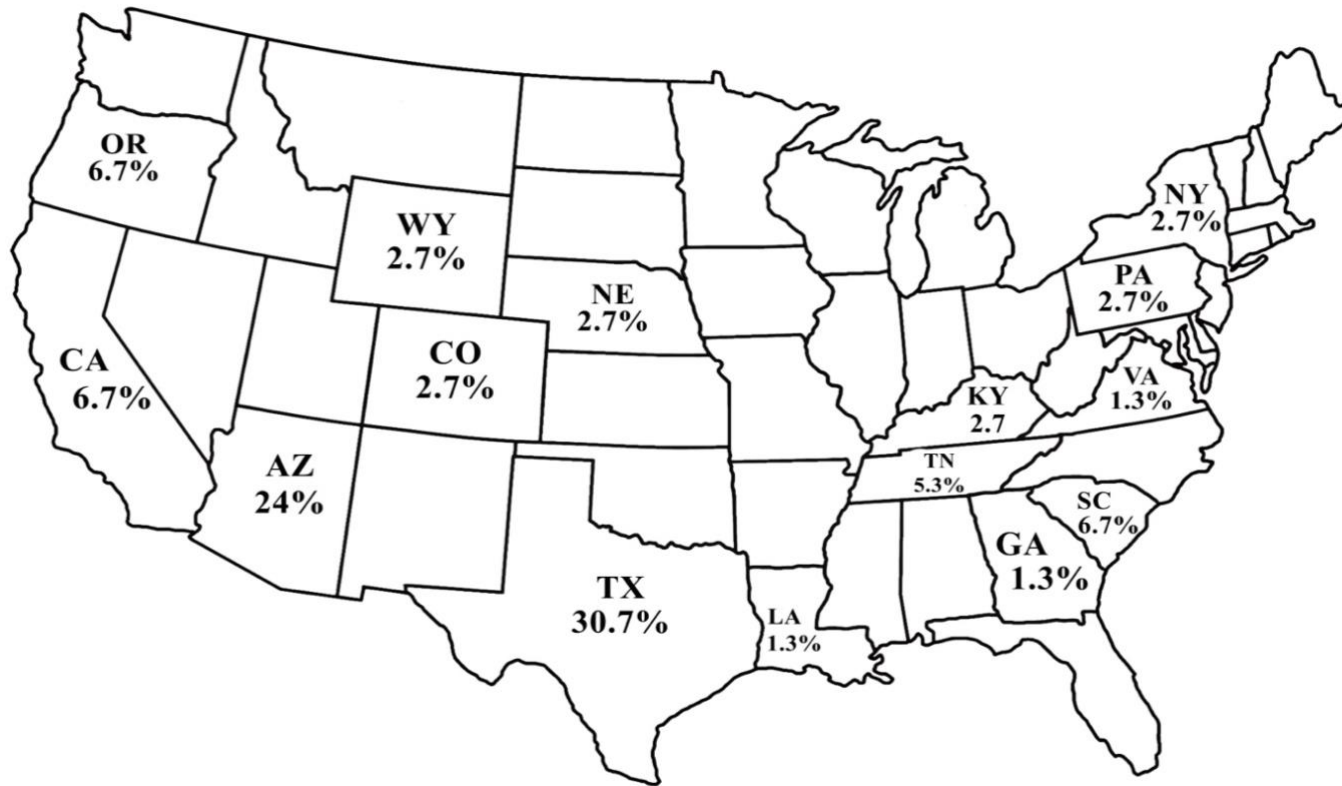 OR
6.7%
WY
2.7%
NY
2.7%
PA
2.7%
NE
2.7%
CO
2.7%
CA
6.7%
VA
1.3%
KY
2.7
TN
5.3%
AZ
24%
SC
6.7%
GA
1.3%
TX
30.7%
LA
1.3%